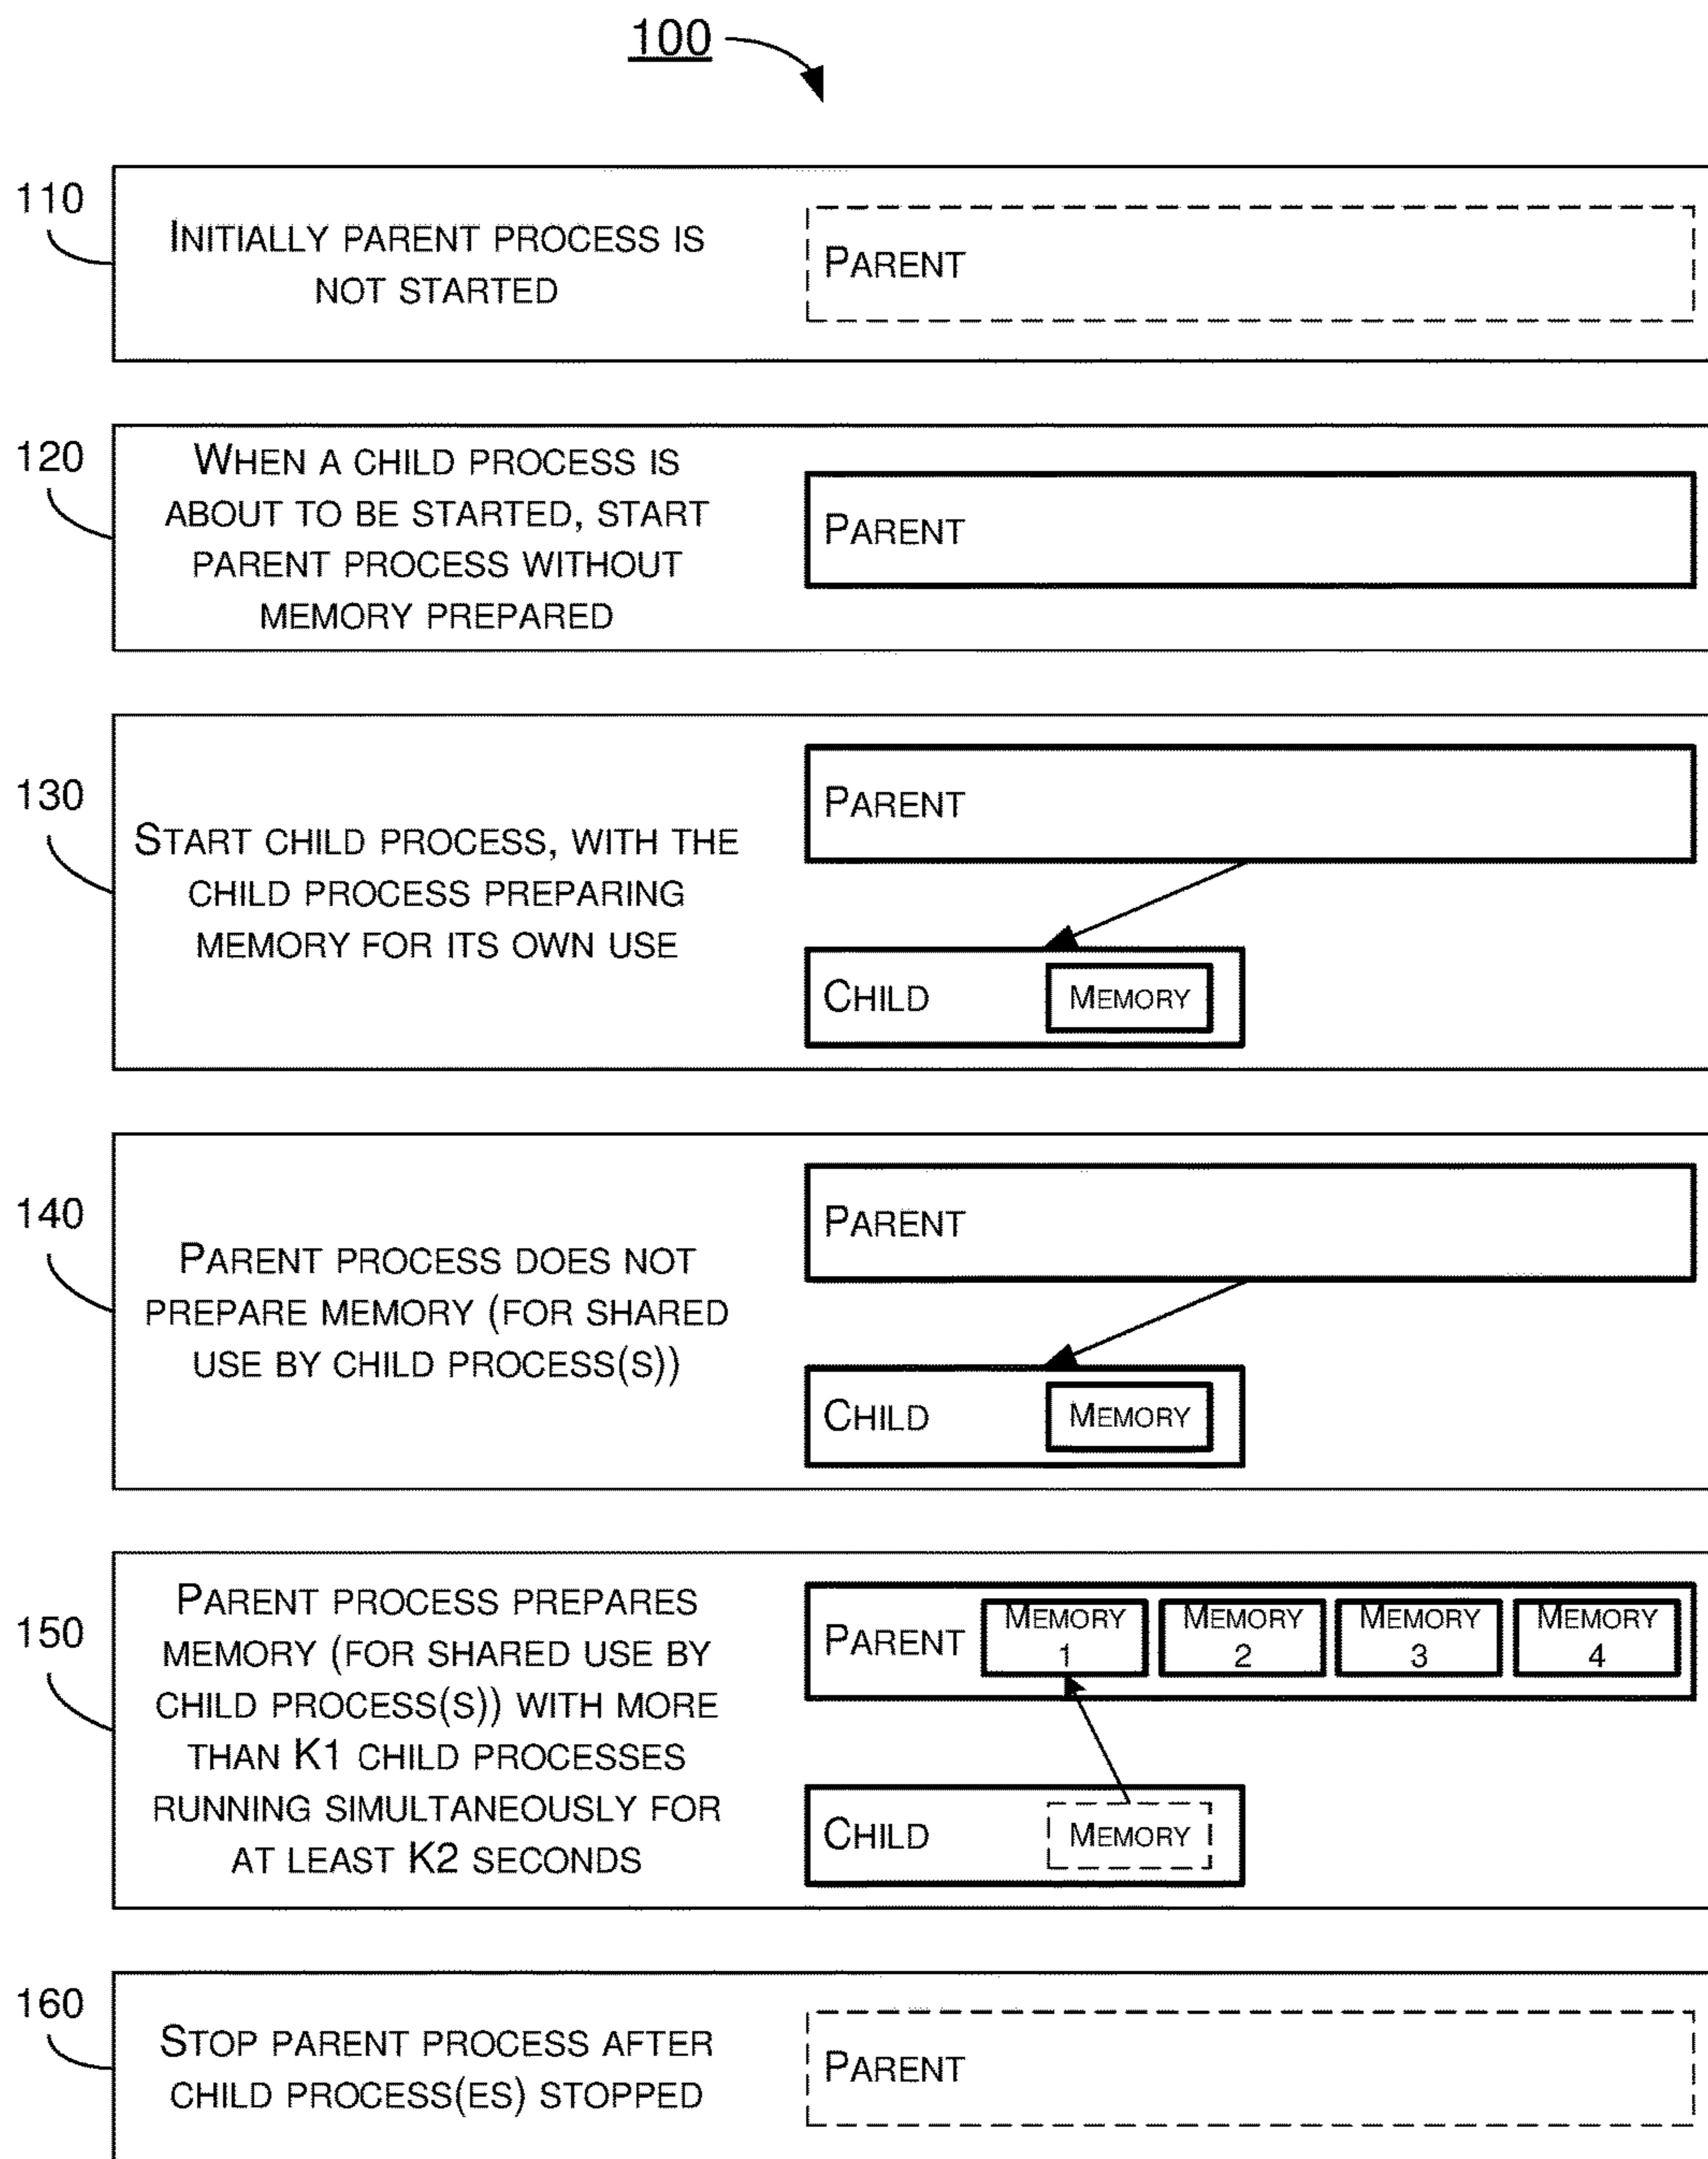 100
110
INITIALLY PARENT PROCESS IS
NOT STARTED
PARENT
120
WHEN A CHILD PROCESS IS
ABOUT TO BE STARTED, START
PARENT PROCESS WITHOUT
MEMORY PREPARED
PARENT
130
START CHILD PROCESS, WITH THE
CHILD PROCESS PREPARING
MEMORY FOR ITS OWN USE
PARENT
CHILD
MEMORY
140
PARENT PROCESS DOES NOT
PREPARE MEMORY (FOR SHARED
USE BY CHILD PROCESS(S))
PARENT
CHILD
MEMORY
150
PARENT PROCESS PREPARES
MEMORY (FOR SHARED USE BY
CHILD PROCESS(S)) WITH MORE
THAN K1 CHILD PROCESSES
RUNNING SIMULTANEOUSLY FOR
AT LEAST K2 SECONDS
PARENT
MEMORY
1
MEMORY
2
MEMORY
3
MEMORY
4
CHILD
MEMORY
160
STOP PARENT PROCESS AFTER
CHILD PROCESS(ES) STOPPED
PARENT